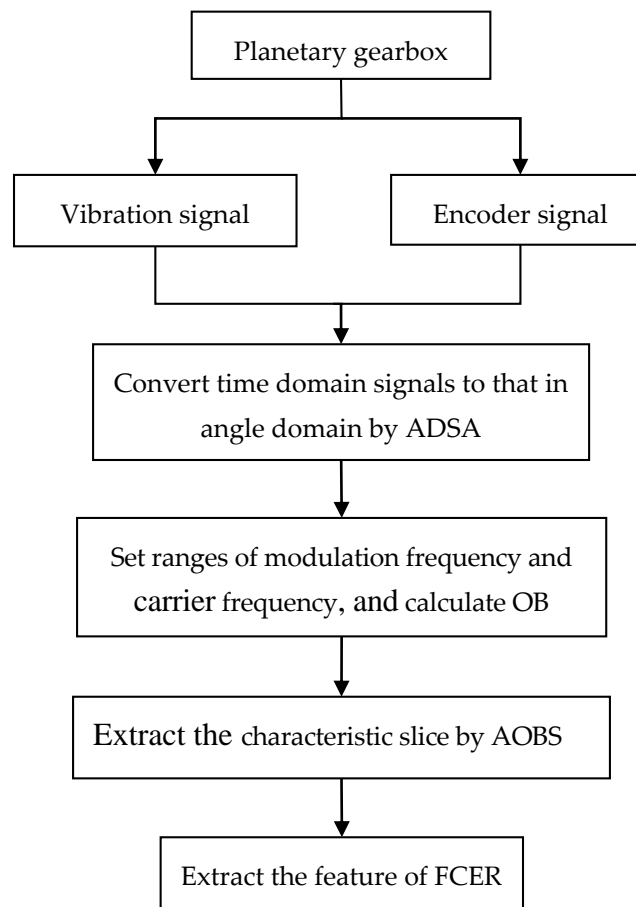 Planetary gearbox
Vibration signal
Encoder signal
Convert time domain signals to that in
angle domain by ADSA
Set ranges of modulation frequency and
carrier frequency, and calculate OB
Extract the characteristic slice by AOBS
Extract the feature of FCER